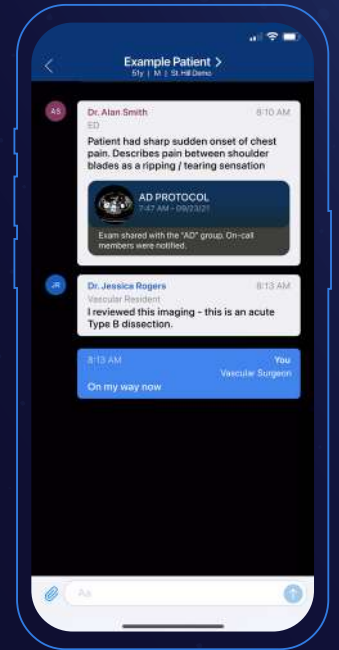 Example Patient >
51y | M | St. Hill Demo
AS
Dr. Alan Smith 8:10 AM
ED
Patient had sharp sudden onset of chest
pain. Describes pain between shoulder
blades as a ripping / tearing sensation
AD PROTOCOL
7:47 AM - 09/23/21
Exam shared with the "AD" group. On-call
members were notified.
JR
Dr. Jessica Rogers 8:13 AM
Vascular Resident
I reviewed this imaging - this is an acute
Type B dissection.
8:13 AM You
Vascular Surgeon
On my way now
Aa